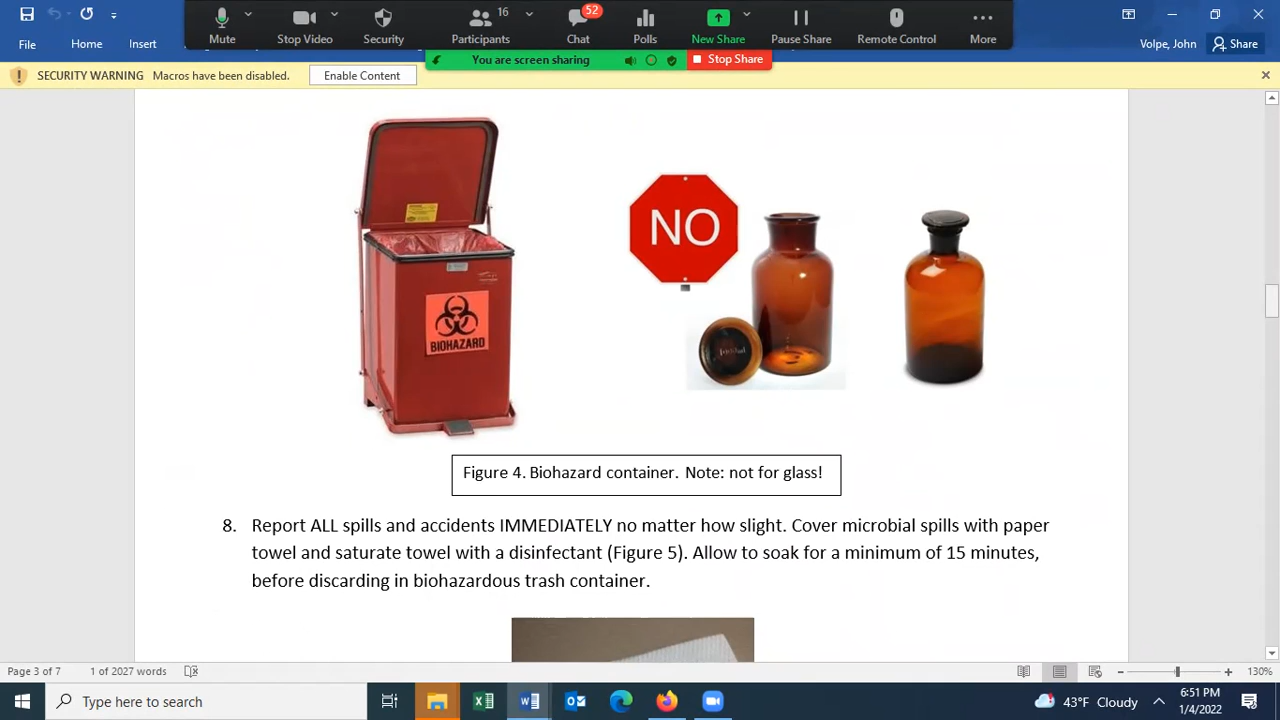 16
52
Mute
Stop Video
Security
Participants
Chat
Polls
New Share
Pause Share
Remote Control
More
You are screen sharing
Stop Share
File
Home
Insert
Volpe, John
Share
SECURITY WARNING Macros have been disabled.
Enable Content
NO
BIOHAZARD
Figure 4. Biohazard container. Note: not for glass!
8. Report ALL spills and accidents IMMEDIATELY no matter how slight. Cover microbial spills with paper
towel and saturate towel with a disinfectant (Figure 5). Allow to soak for a minimum of 15 minutes,
before discarding in biohazardous trash container.
Page 3 of 7
1 of 2027 words
130%
Type here to search
43°F Cloudy
6:51 PM
1/4/2022